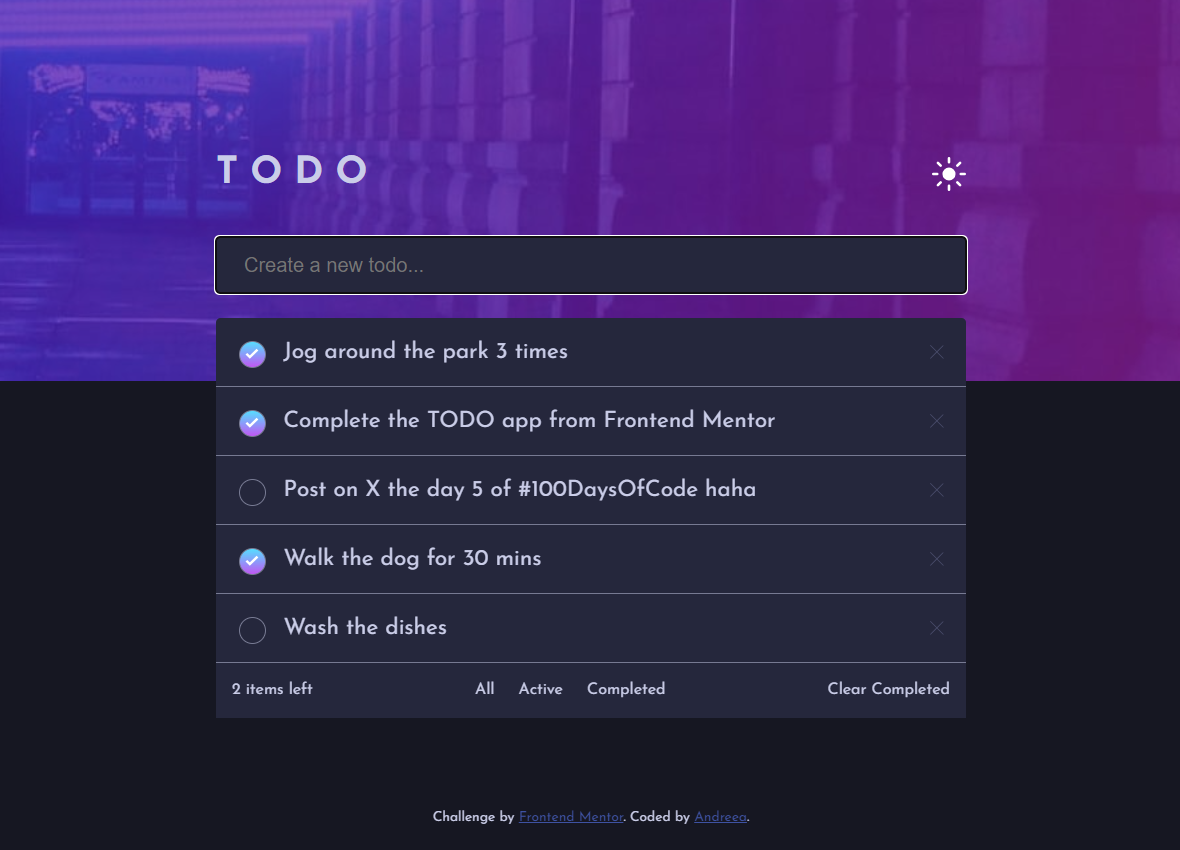 TODO
Create a new todo...
Jog around the park 3 times
Complete the TODO app from Frontend Mentor
Post on X the day 5 of #100DaysOfCode haha
Walk the dog for 30 mins
Wash the dishes
2 items left All Active Completed Clear Completed
Challenge by Frontend Mentor. Coded by Andreea.